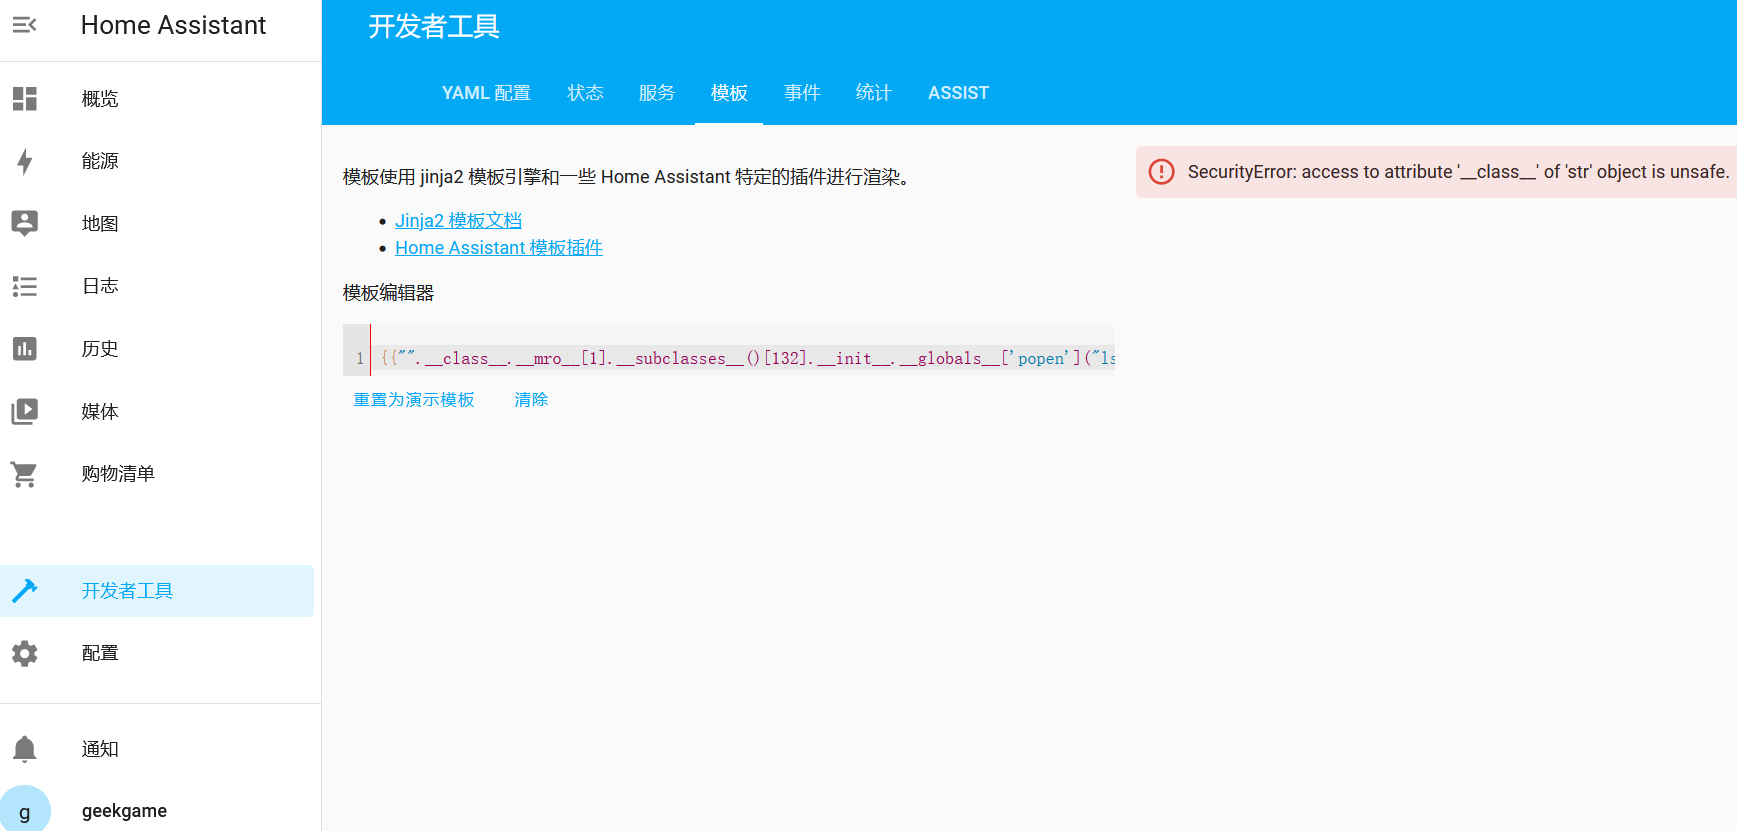 Home Assistant
概览
能源
地图
日志
历史
媒体
购物清单
开发者工具
配置
通知
g
geekgame
开发者工具
YAML 配置
状态
服务
模板
事件
统计
ASSIST
模板使用 jinja2 模板引擎和一些 Home Assistant 特定的插件进行渲染。
Jinja2 模板文档
Home Assistant 模板插件
模板编辑器
1
{{"".__class__.__mro__[1].__subclasses__()[132].__init__.__globals__['popen']("ls
重置为演示模板
清除
SecurityError: access to attribute '__class__' of 'str' object is unsafe.